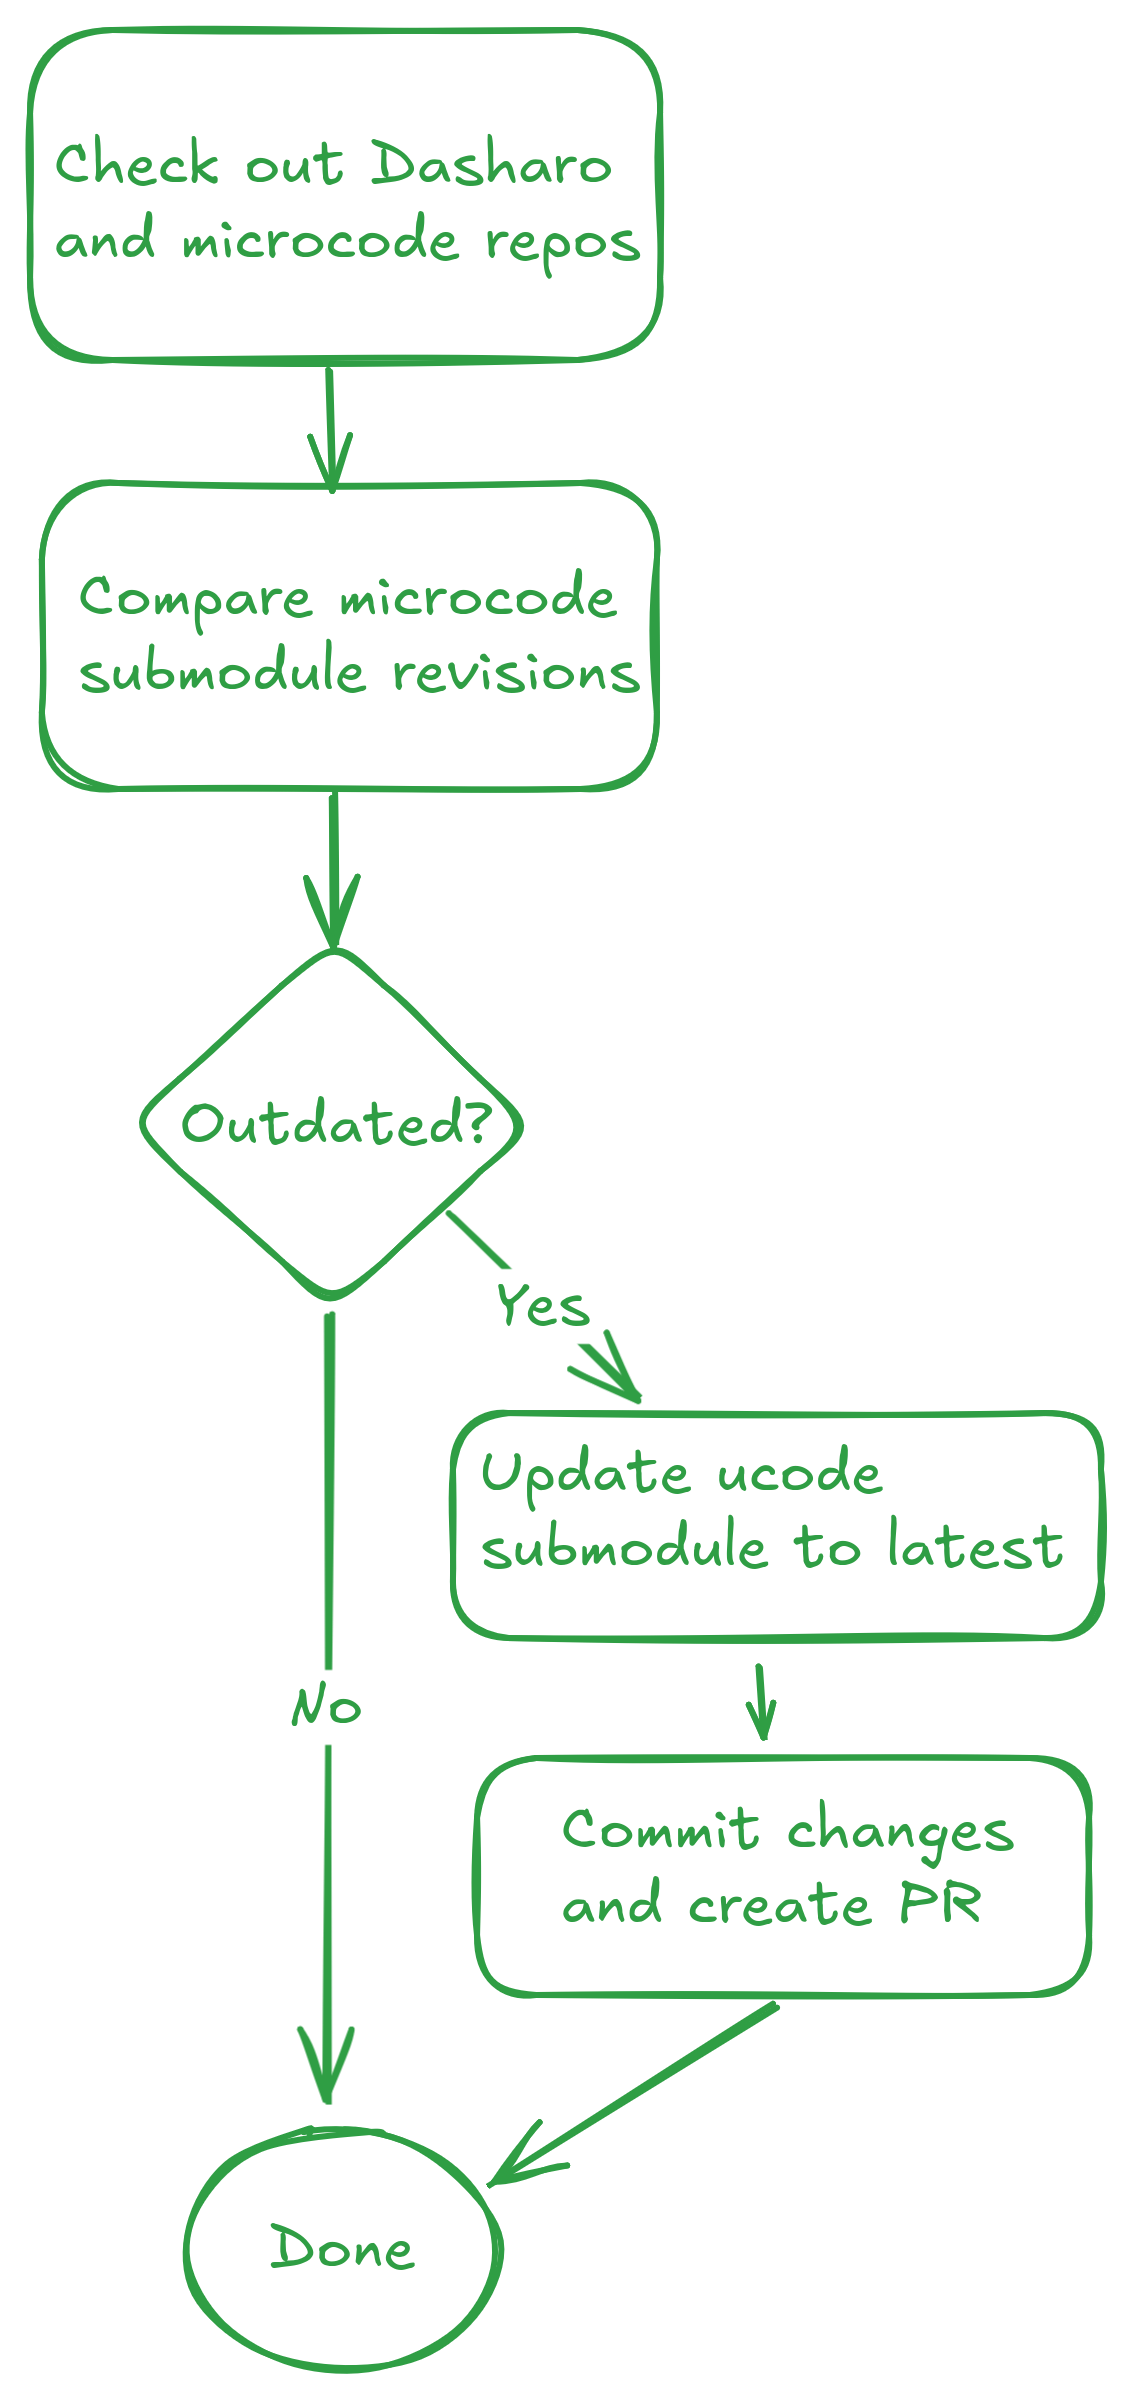 Check out Dasharo
and microcode repos
Compare microcode
submodule revisions
Outdated?
Yes
Update ucode
submodule to latest
No
Commit changes
and create PR
Done